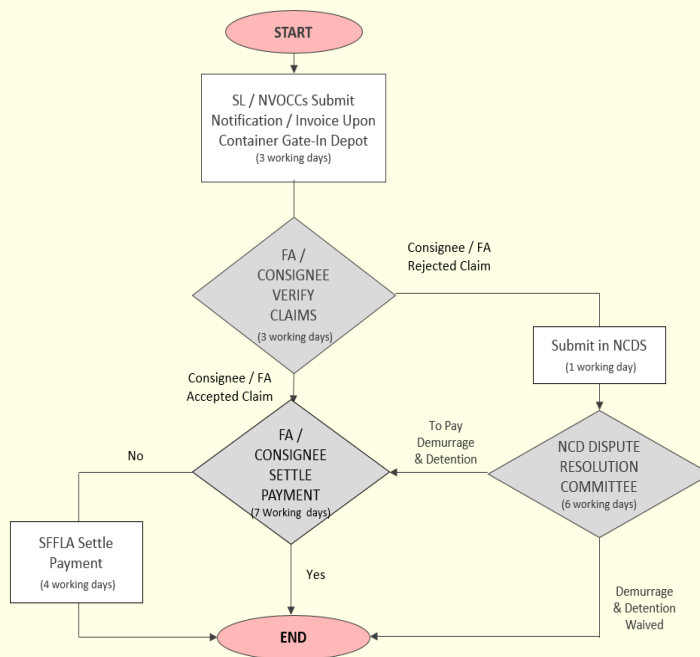 START
SL / NVOCCs Submit
Notification / Invoice Upon
Container Gate-In Depot
(3 working days)
FA /
CONSIGNEE
VERIFY
CLAIMS
(3 working days)
Consignee / FA
Rejected Claim
Submit in NCDS
(1 working day)
Consignee / FA
Accepted Claim
FA /
CONSIGNEE
SETTLE
PAYMENT
(7 Working days)
To Pay
Demurrage
& Detention
NCD DISPUTE
RESOLUTION
COMMITTEE
(6 working days)
No
SFFLA Settle
Payment
(4 working days)
Yes
Demurrage
& Detention
Waived
END